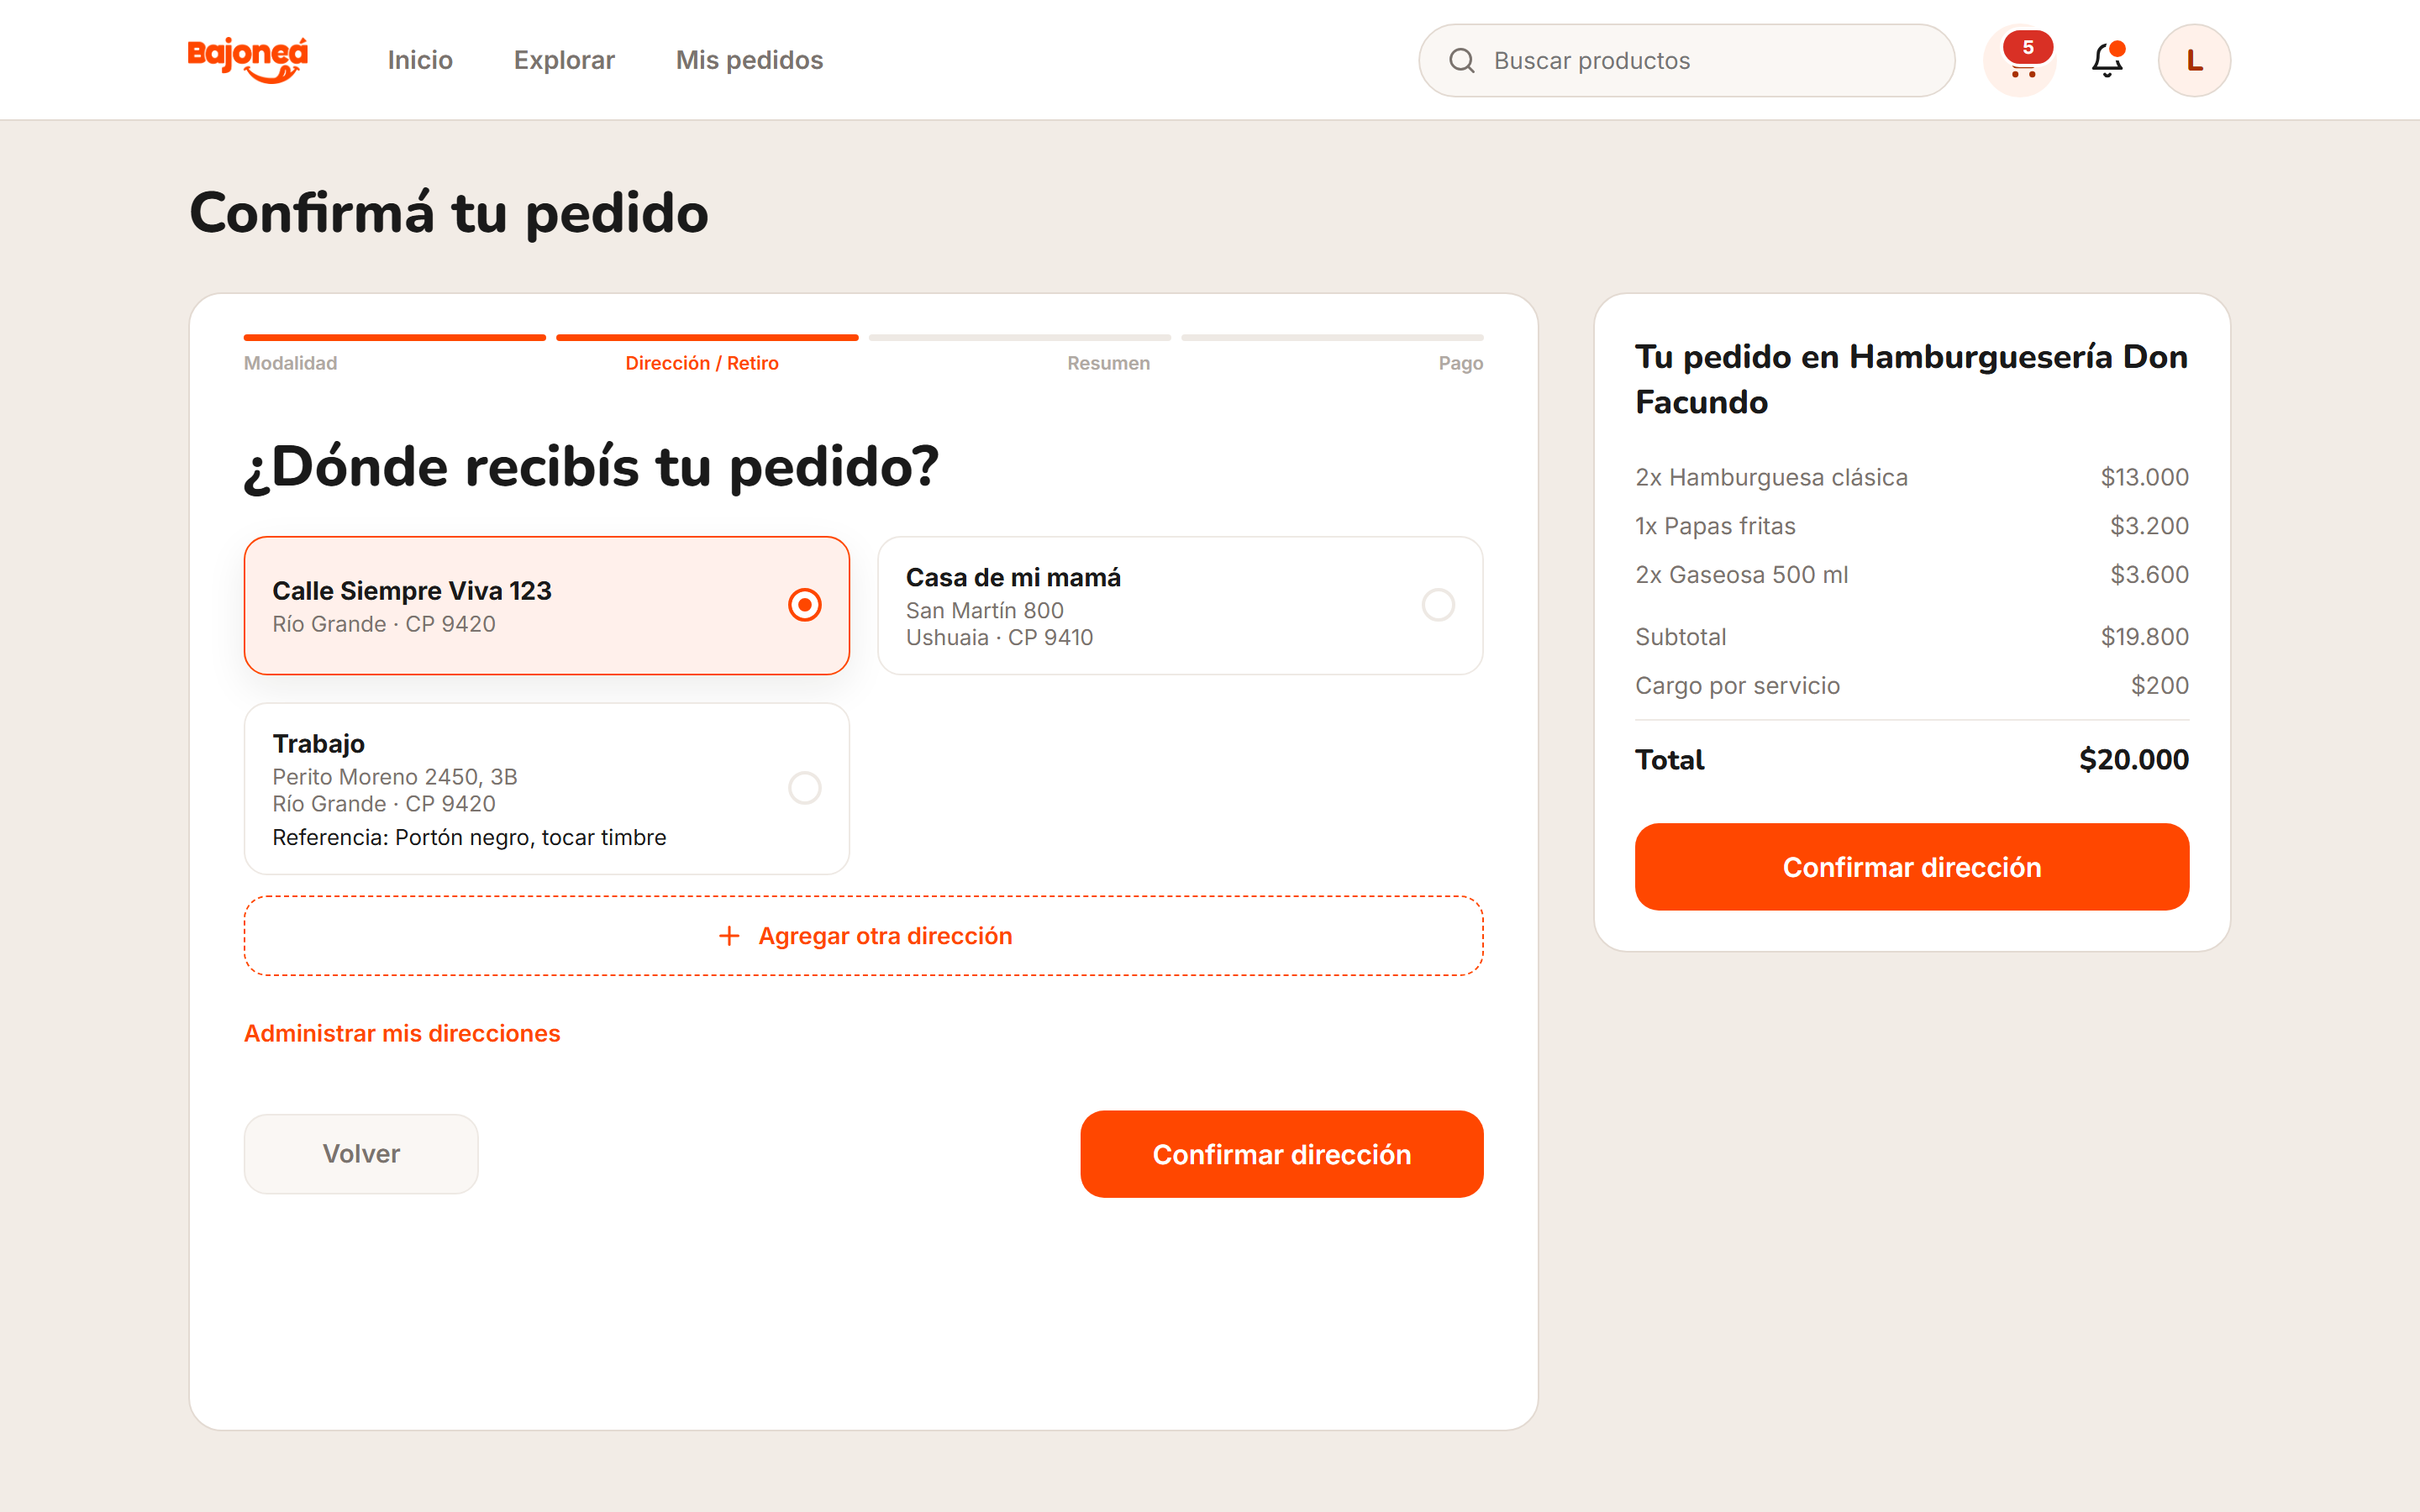 Bajoneá
Inicio
Explorar
Mis pedidos
Buscar productos
5
L
Confirmá tu pedido
Modalidad
Dirección / Retiro
Resumen
Pago
¿Dónde recibís tu pedido?
Calle Siempre Viva 123
Río Grande · CP 9420
Casa de mi mamá
San Martín 800
Ushuaia · CP 9410
Trabajo
Perito Moreno 2450, 3B
Río Grande · CP 9420
Referencia: Portón negro, tocar timbre
+ Agregar otra dirección
Administrar mis direcciones
Volver
Confirmar dirección
Tu pedido en Hamburguesería Don
Facundo
2x Hamburguesa clásica $13.000
1x Papas fritas $3.200
2x Gaseosa 500 ml $3.600
Subtotal $19.800
Cargo por servicio $200
Total $20.000
Confirmar dirección